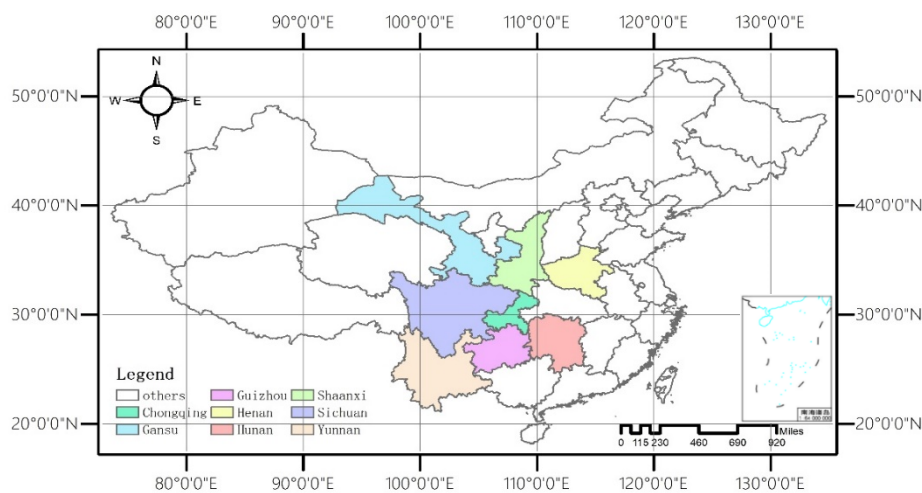 80°0'0"E 90°0'0"E 100°0'0"E 110°0'0"E 120°0'0"E 130°0'0"E
N
W E
S
50°0'0"N 50°0'0"N
40°0'0"N 40°0'0"N
30°0'0"N 30°0'0"N
20°0'0"N 20°0'0"N
Legend
others Guizhou Shaanxi
Chongqing Henan Sichuan
Gansu Hunan Yunnan
南海诸岛
Miles
0 115 230 460 690 920
80°0'0"E 90°0'0"E 100°0'0"E 110°0'0"E 120°0'0"E 130°0'0"E